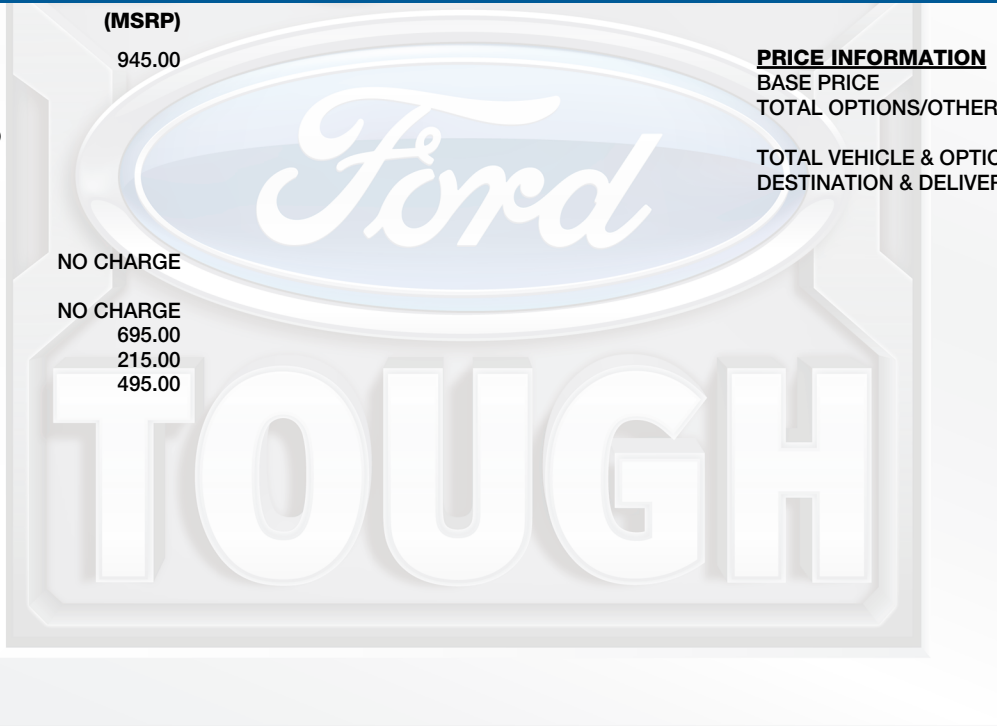 (MSRP)
945.00
NO CHARGE
NO CHARGE
695.00
215.00
495.00
PRICE INFORMATION
BASE PRICE
TOTAL OPTIONS/OTHER
TOTAL VEHICLE & OPTIO
DESTINATION & DELIVER
Ford
TOUGH